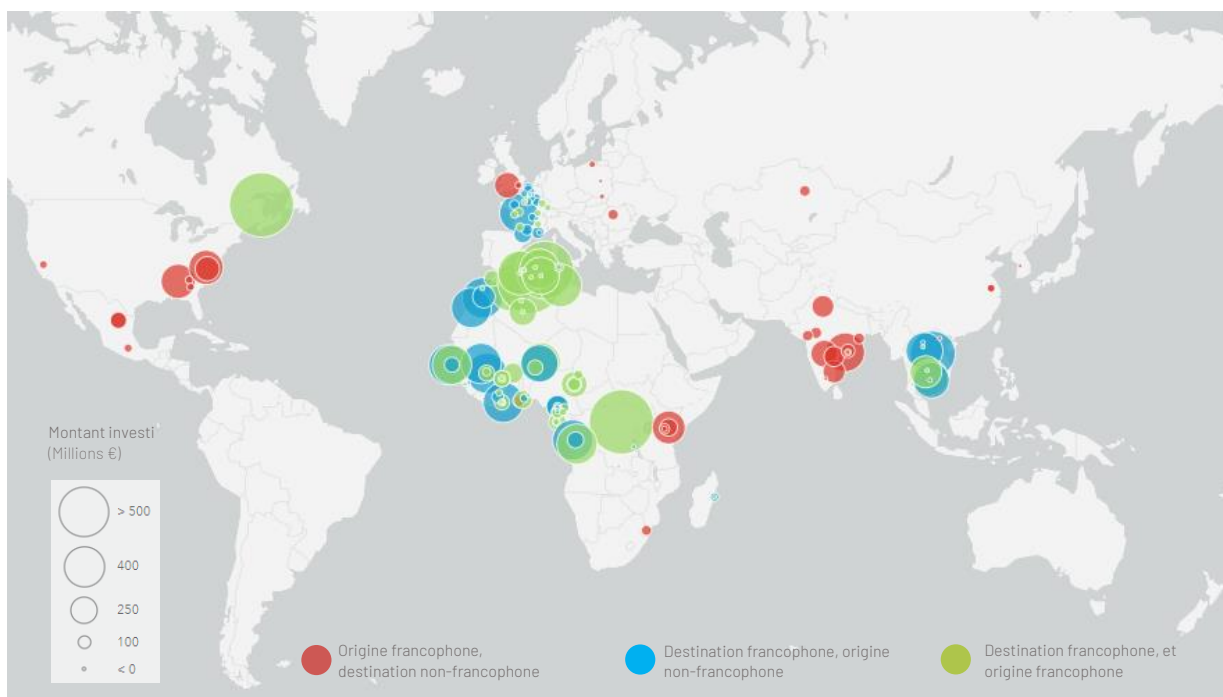 Montant investi
(Millions €)
> 500
400
250
100
< 0
Origine francophone,
destination non-francophone
Destination francophone, origine
non-francophone
Destination francophone, et
origine francophone